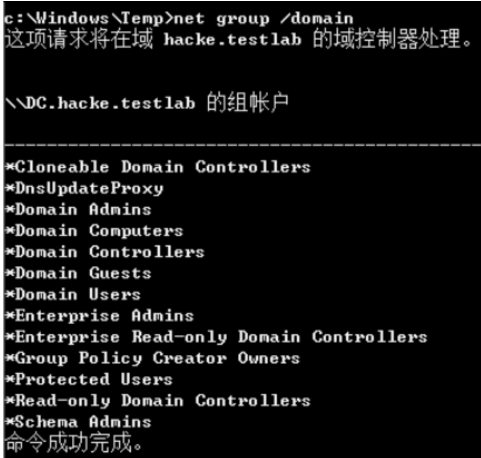 c:\Windows\Temp>net group /domain
这项请求将在域 hacke.testlab 的域控制器处理。
\\DC.hacke.testlab 的组帐户
-------------------------------------------------------------------------------
*Cloneable Domain Controllers
*DnsUpdateProxy
*Domain Admins
*Domain Computers
*Domain Controllers
*Domain Guests
*Domain Users
*Enterprise Admins
*Enterprise Read-only Domain Controllers
*Group Policy Creator Owners
*Protected Users
*Read-only Domain Controllers
*Schema Admins
命令成功完成。